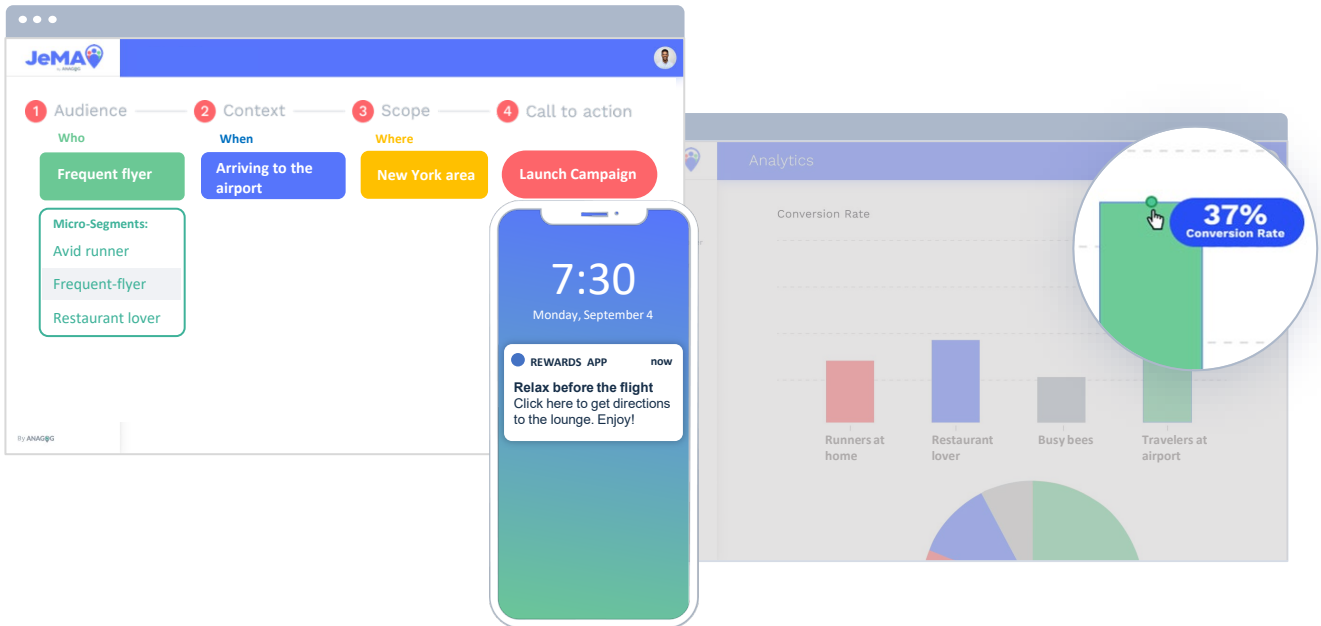 JeMA
by ANAGOG
1 Audience
2 Context
3 Scope
4 Call to action
Who
When
Where
Frequent flyer
Arriving to the
airport
New York area
Launch Campaign
Micro-Segments:
Avid runner
Frequent-flyer
Restaurant lover
By ANAGOG
7:30
Monday, September 4
REWARDS APP now
Relax before the flight
Click here to get directions
to the lounge. Enjoy!
Analytics
Conversion Rate
37%
Conversion Rate
Runners at
home
Restaurant
lover
Busy bees
Travelers at
airport